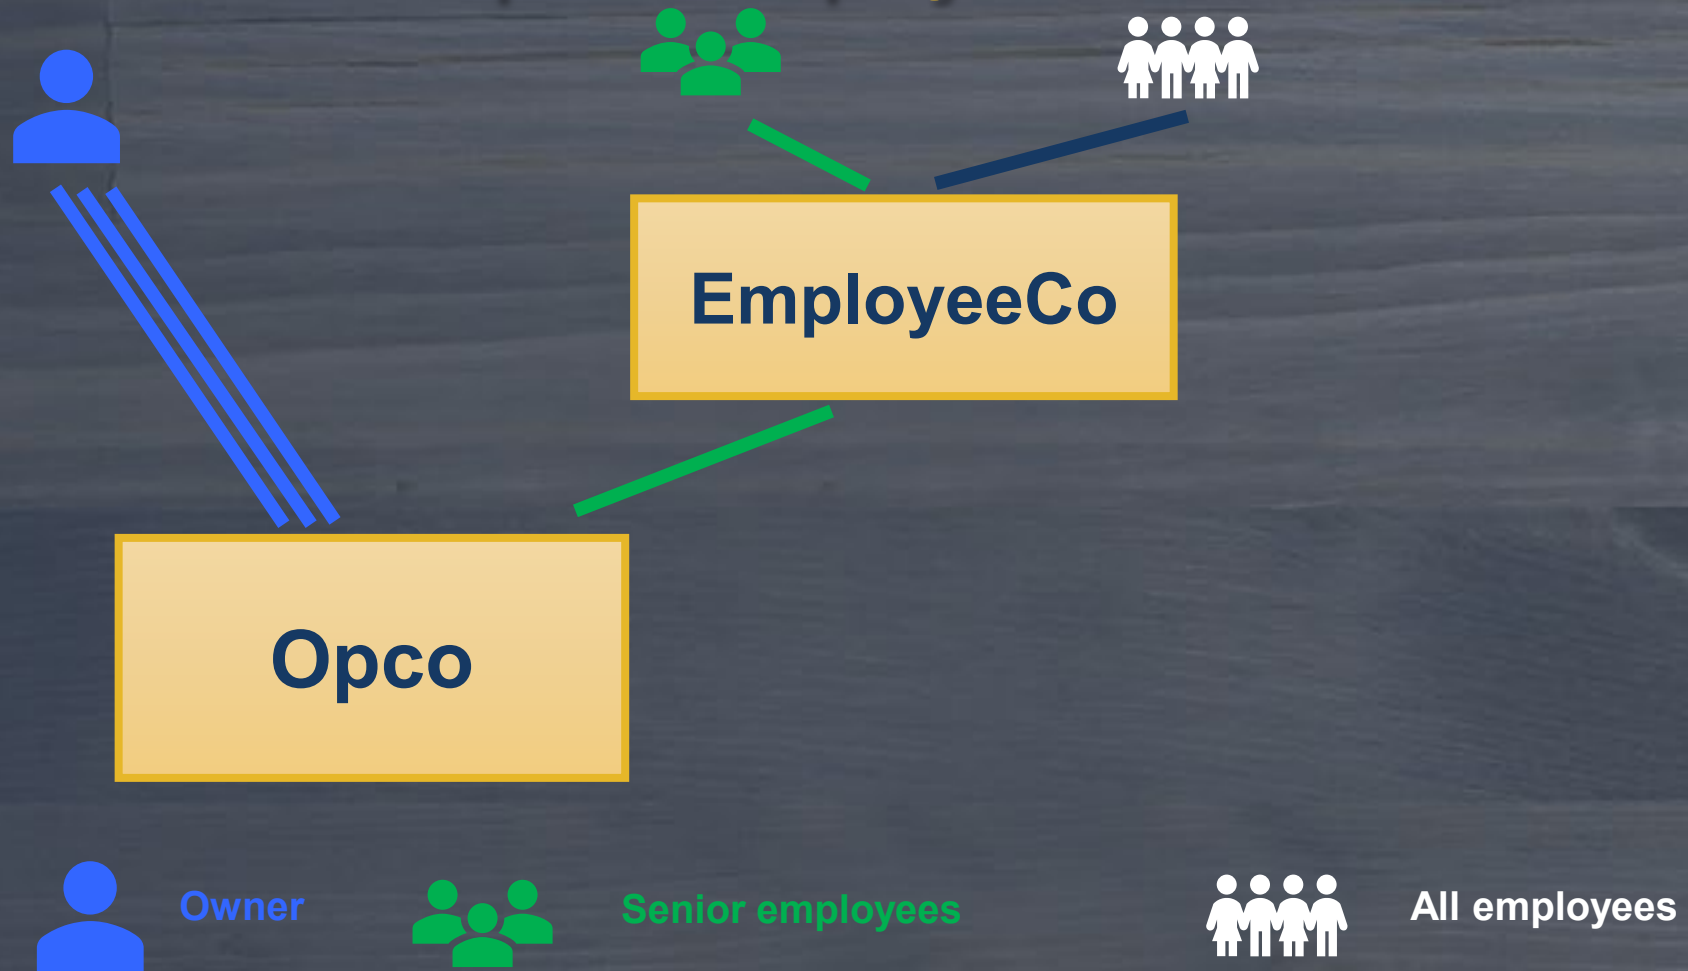 EmployeeCo
Opco
Owner
Senior employees
All employees